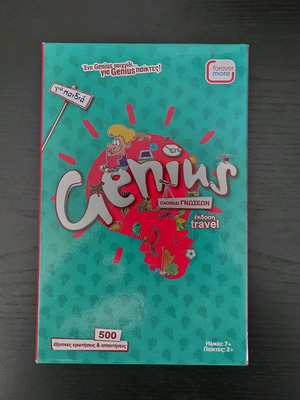 Ένα Genius παιχνίδι...
για Genius παίκτες!
forever
more
για παιδιά
Genius
ΠΑΙΧΝΙΔΙ ΓΝΩΣΕΩΝ
έκδοση
travel
500
έξυπνες ερωτήσεις & απαντήσεις
Ηλικία: 7+
Παίκτες: 2+